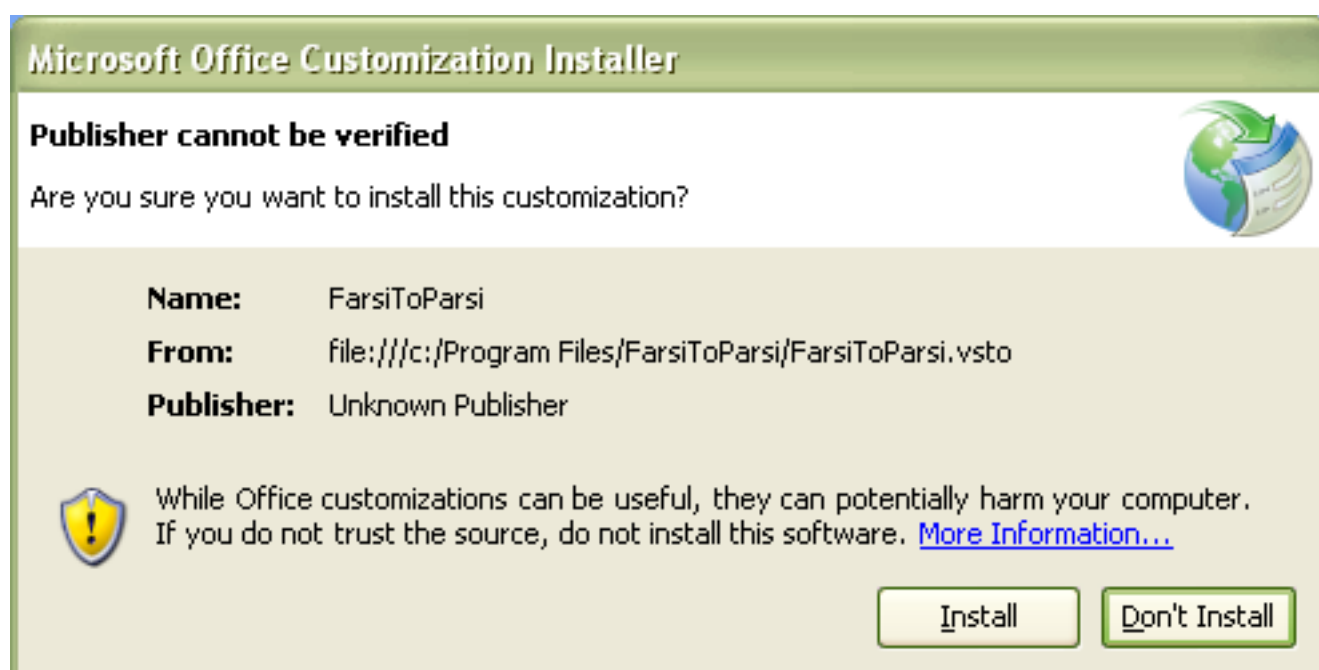 Microsoft Office Customization Installer
Publisher cannot be verified
Are you sure you want to install this customization?
Name: FarsiToParsi
From: file:///c:/Program Files/FarsiToParsi/FarsiToParsi.vsto
Publisher: Unknown Publisher
While Office customizations can be useful, they can potentially harm your computer.
If you do not trust the source, do not install this software. More Information...
Install Don't Install